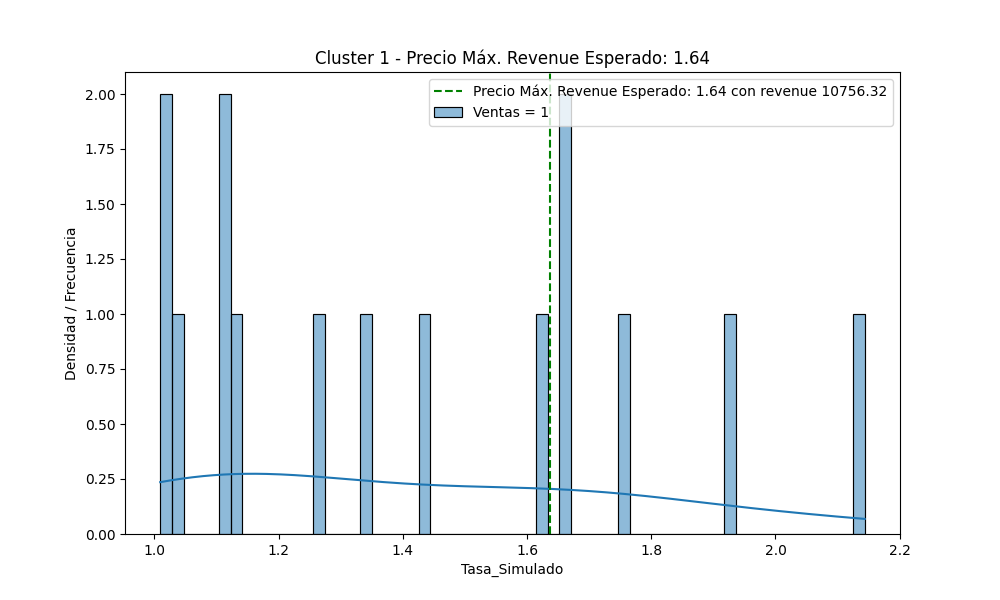 Cluster 1 - Precio Máx. Revenue Esperado: 1.64
Precio Máx. Revenue Esperado: 1.64 con revenue 10756.32
Ventas = 1
Densidad / Frecuencia
2.00
1.75
1.50
1.25
1.00
0.75
0.50
0.25
0.00
1.0 1.2 1.4 1.6 1.8 2.0 2.2
Tasa_Simulado